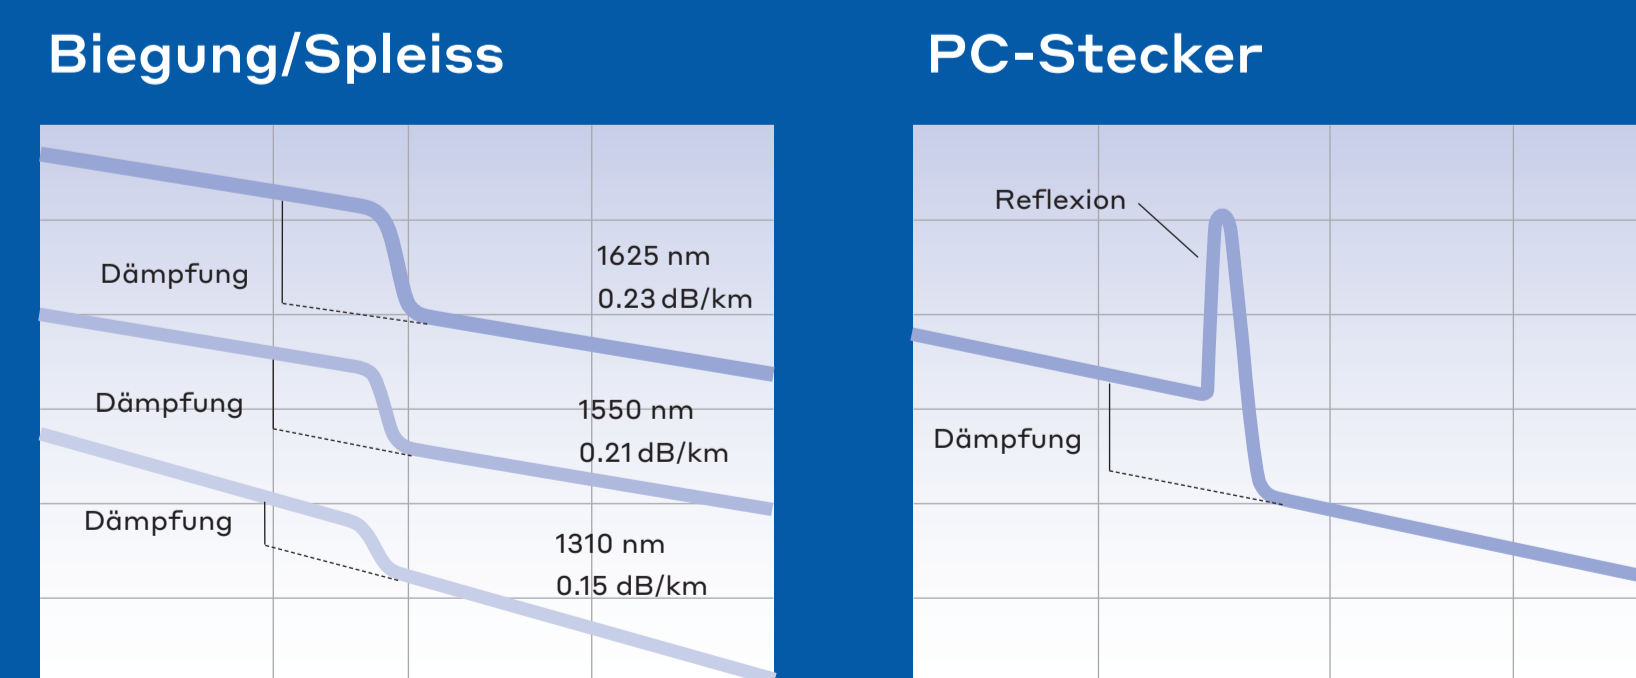 Biegung/Spleiss
Dämpfung
1625 nm
0.23 dB/km
Dämpfung
1550 nm
0.21 dB/km
Dämpfung
1310 nm
0.15 dB/km
PC-Stecker
Reflexion
Dämpfung